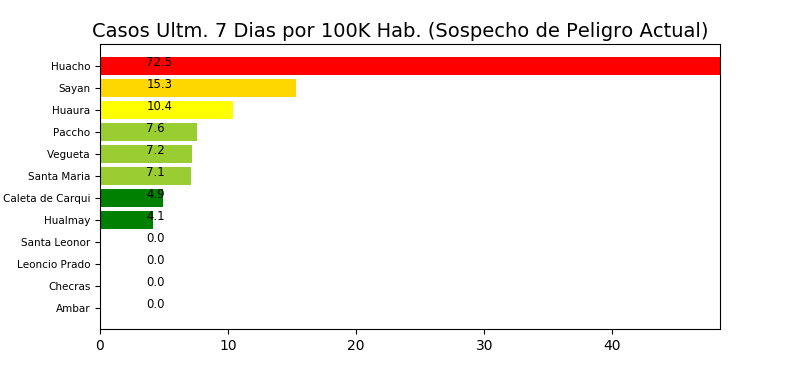 Casos Ultm. 7 Dias por 100K Hab. (Sospecho de Peligro Actual)
Huacho 72.5
Sayan 15.3
Huaura 10.4
Paccho 7.6
Vegueta 7.2
Santa Maria 7.1
Caleta de Carqui 4.9
Hualmay 4.1
Santa Leonor 0.0
Leoncio Prado 0.0
Checras 0.0
Ambar 0.0
0 10 20 30 40